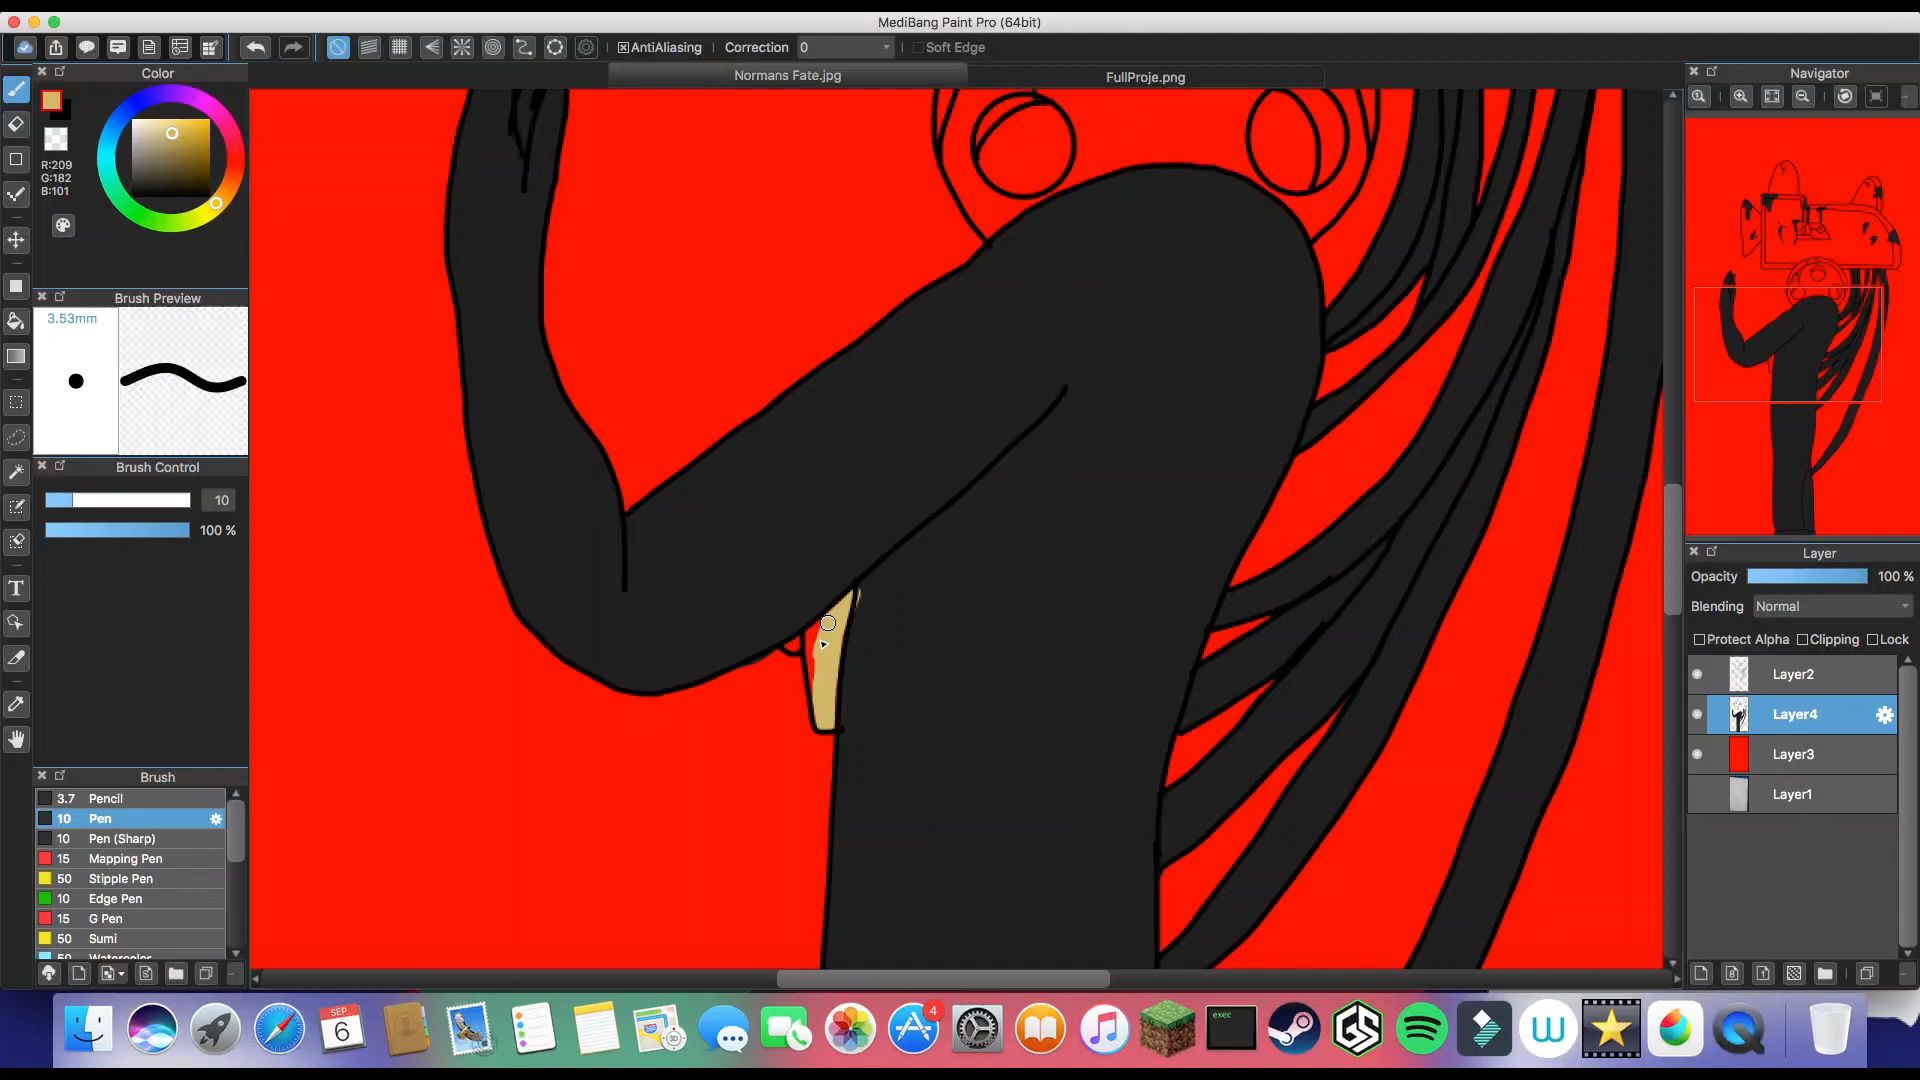 MediBang Paint Pro (64bit)
AntiAliasing
Correction 0
Soft Edge
Normans Fate.jpg
FullProje.png
Color
R:209
G:182
B:101
Brush Preview
3.53mm
Brush Control
10
100 %
Brush
3.7 Pencil
10 Pen
10 Pen (Sharp)
15 Mapping Pen
50 Stipple Pen
10 Edge Pen
15 G Pen
50 Sumi
50 Watercolor
Navigator
Layer
Opacity 100 %
Blending Normal
Protect Alpha Clipping Lock
Layer2
Layer4
Layer3
Layer1
SEP
6
4
exec